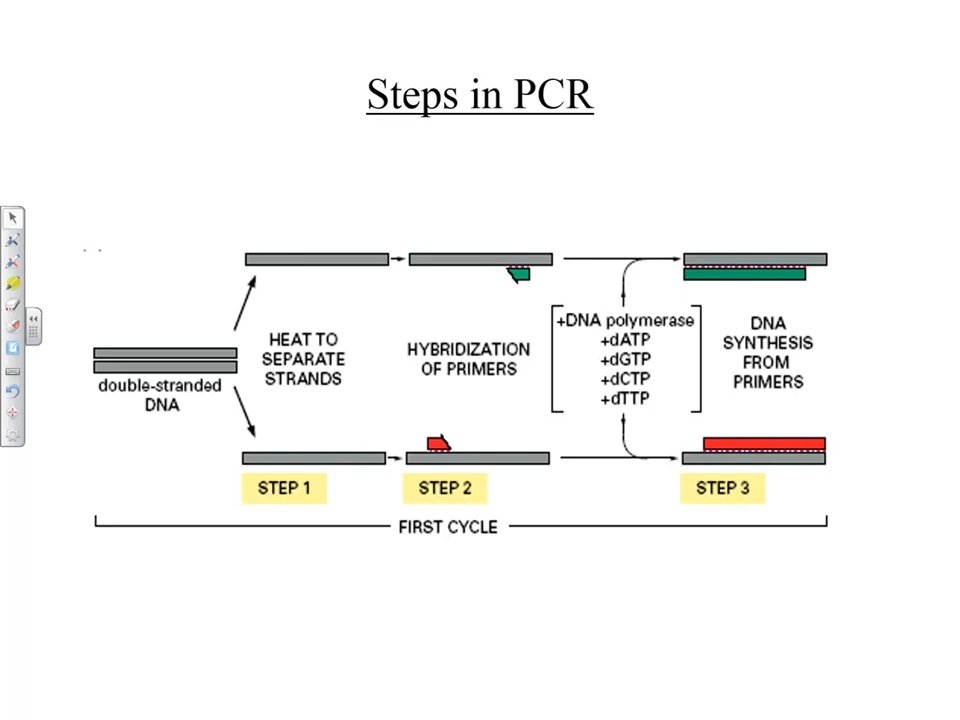 Steps in PCR
double-stranded
DNA
HEAT TO
SEPARATE
STRANDS
HYBRIDIZATION
OF PRIMERS
+DNA polymerase
+dATP
+dGTP
+dCTP
+dTTP
DNA
SYNTHESIS
FROM
PRIMERS
STEP 1
STEP 2
STEP 3
FIRST CYCLE